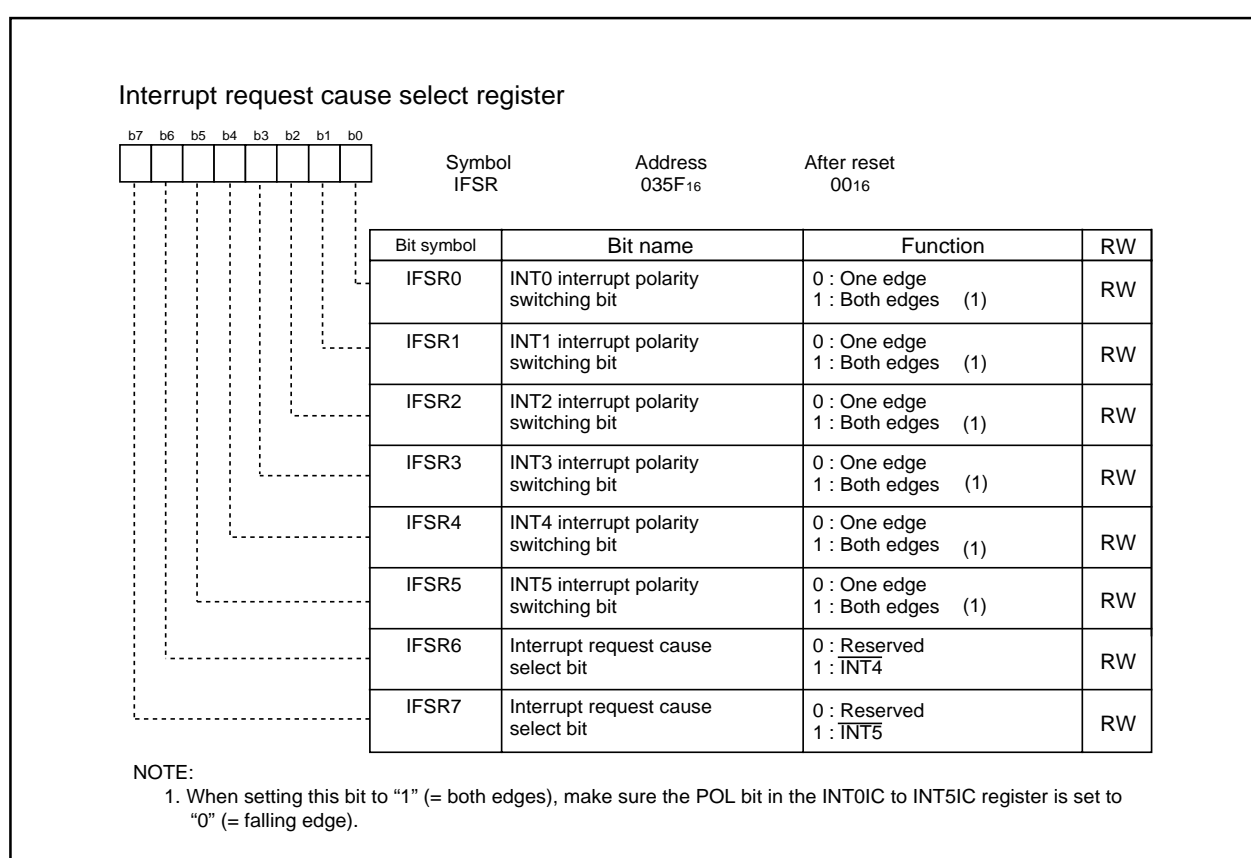 Interrupt request cause select register
b7 b6 b5 b4 b3 b2 b1 b0
Symbol Address After reset
IFSR 035F16 0016
Bit symbol Bit name Function RW
IFSR0 INT0 interrupt polarity switching bit 0 : One edge 1 : Both edges (1) RW
IFSR1 INT1 interrupt polarity switching bit 0 : One edge 1 : Both edges (1) RW
IFSR2 INT2 interrupt polarity switching bit 0 : One edge 1 : Both edges (1) RW
IFSR3 INT3 interrupt polarity switching bit 0 : One edge 1 : Both edges (1) RW
IFSR4 INT4 interrupt polarity switching bit 0 : One edge 1 : Both edges (1) RW
IFSR5 INT5 interrupt polarity switching bit 0 : One edge 1 : Both edges (1) RW
IFSR6 Interrupt request cause select bit 0 : Reserved 1 : INT4 RW
IFSR7 Interrupt request cause select bit 0 : Reserved 1 : INT5 RW
NOTE:
1. When setting this bit to “1” (= both edges), make sure the POL bit in the INT0IC to INT5IC register is set to
“0” (= falling edge).